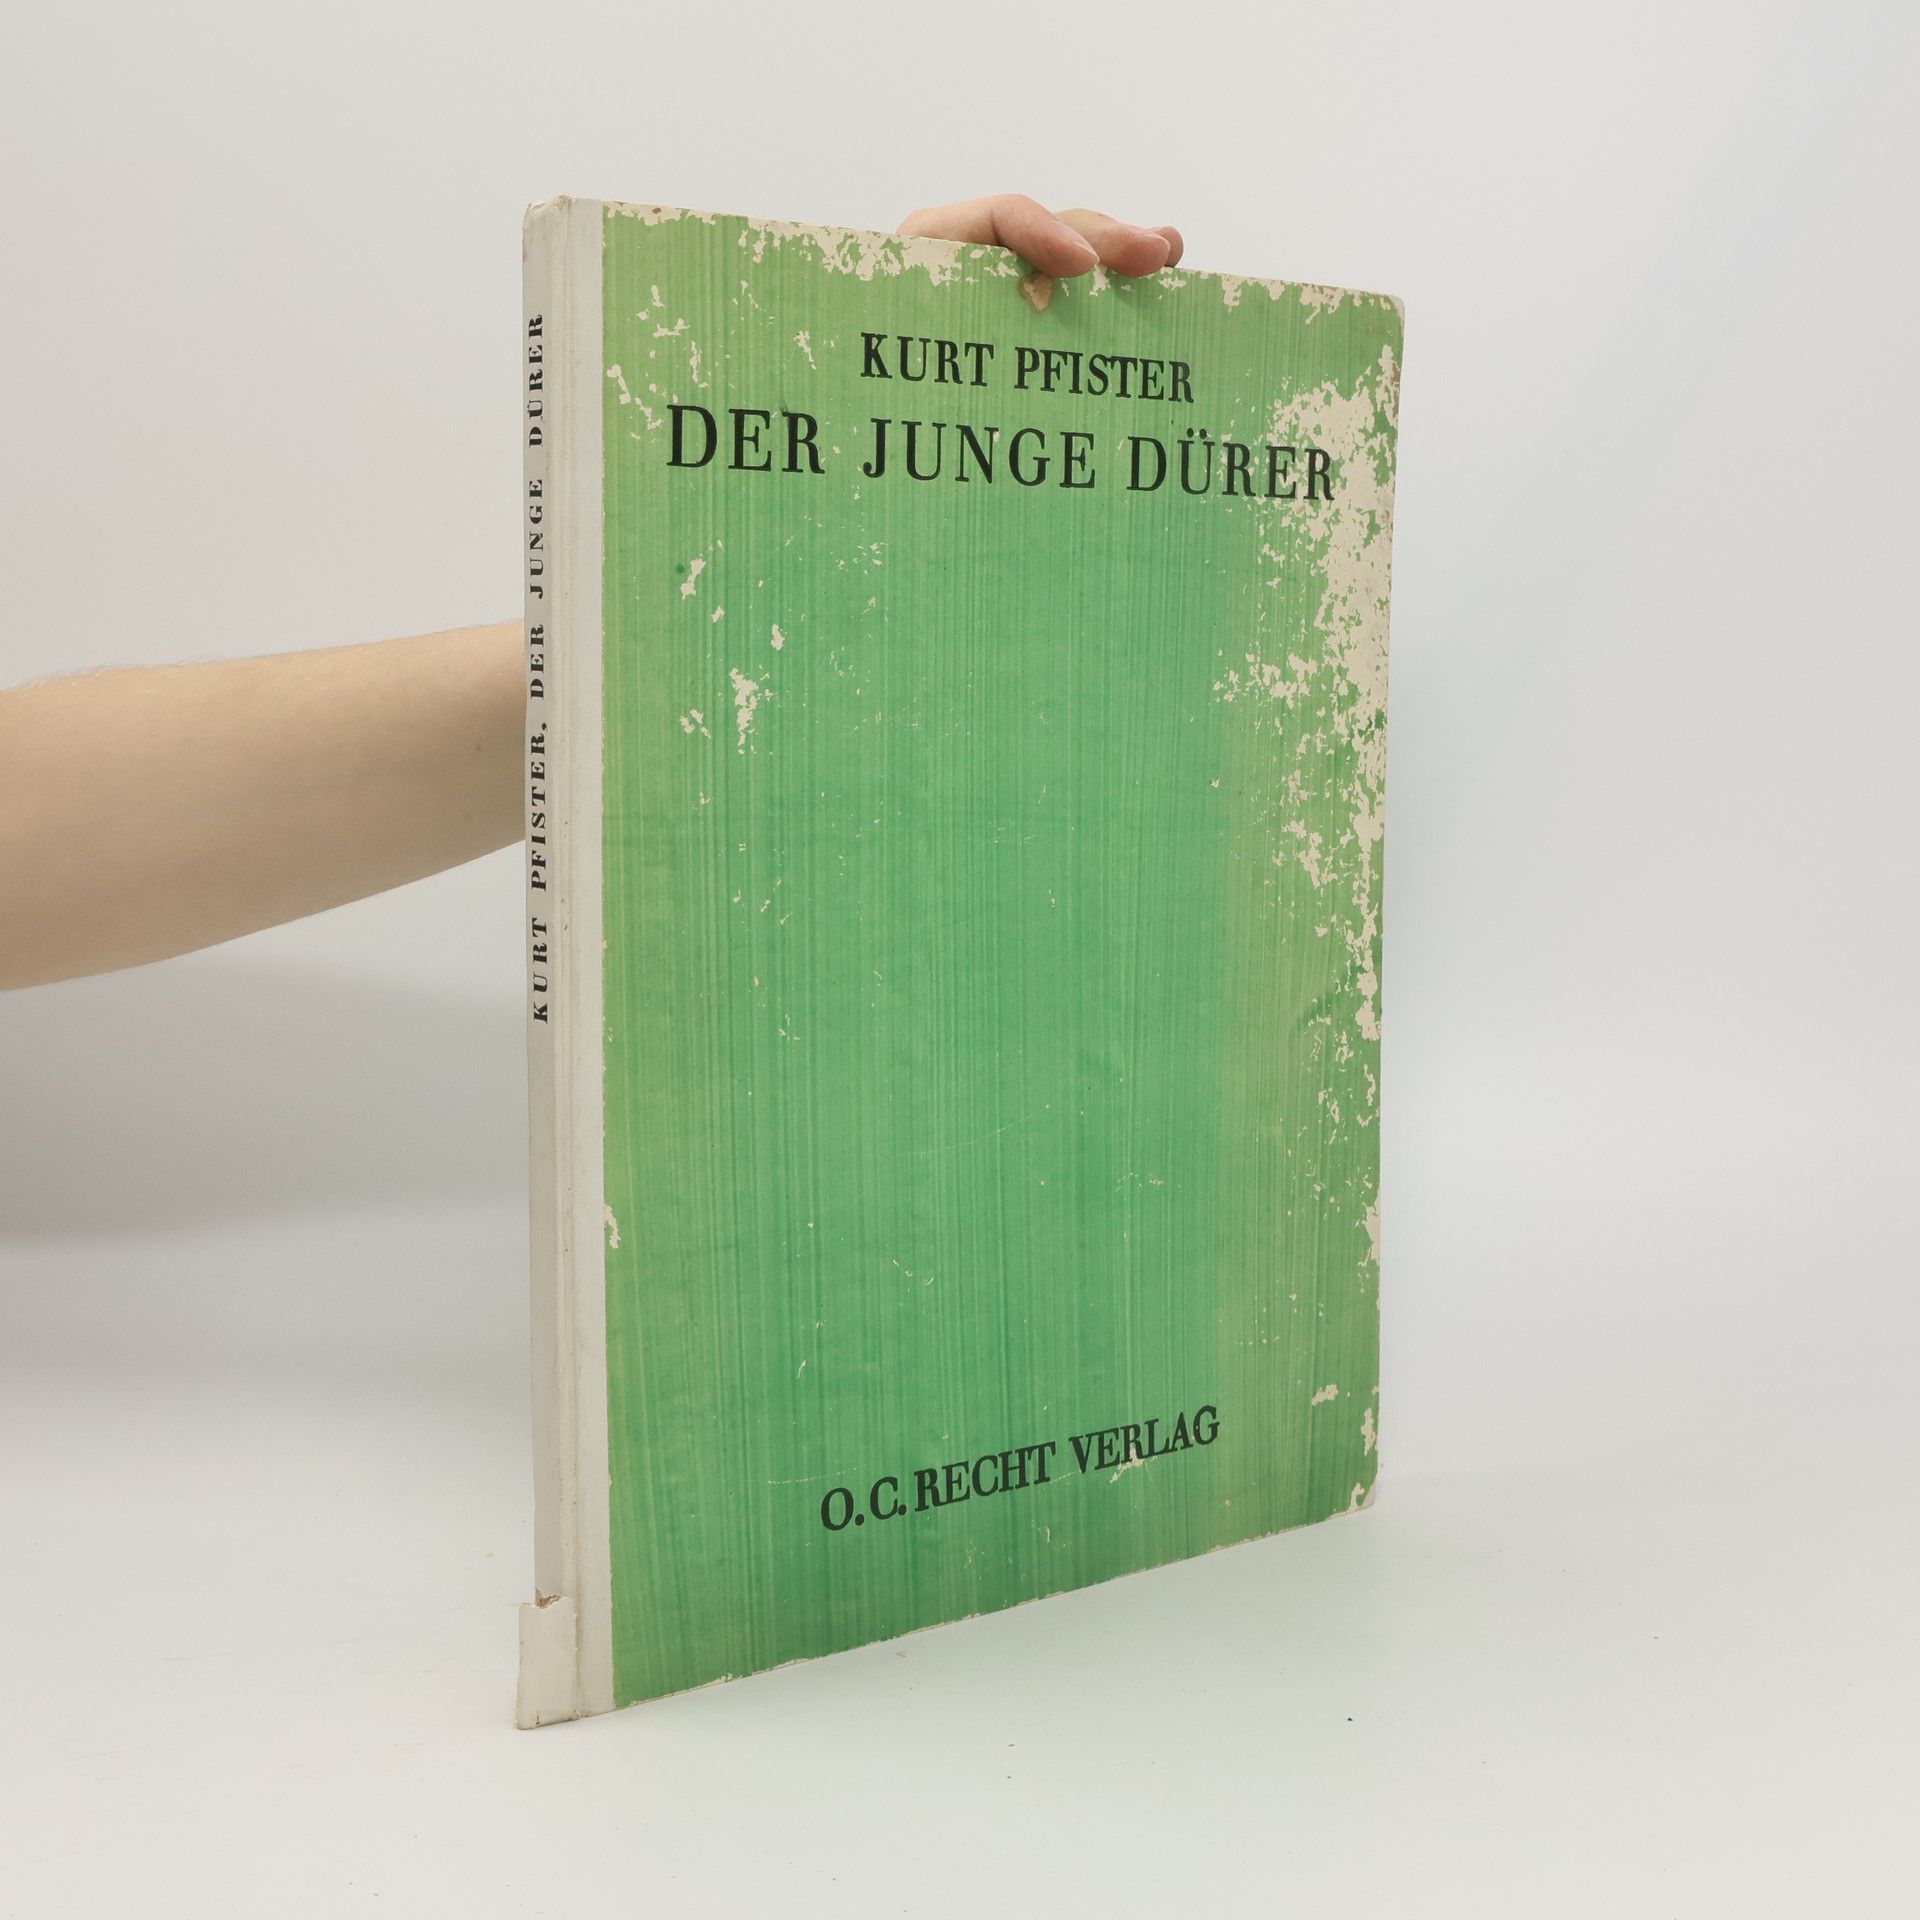 KURT PFISTER, DER JUNGE DÜRER
KURT PFISTER
DER JUNGE DÜRER
O.C. RECHT VERLAG